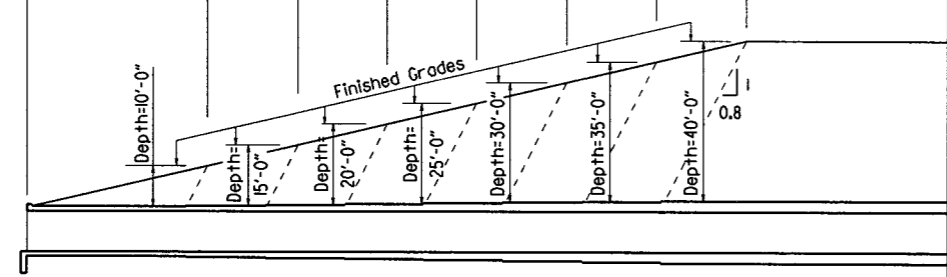 Finished Grades
Depth=10'-0"
Depth=
15'-0"
Depth=
20'-0"
Depth=
25'-0"
Depth=30'-0"
Depth=35'-0"
Depth=40'-0"
1
0.8